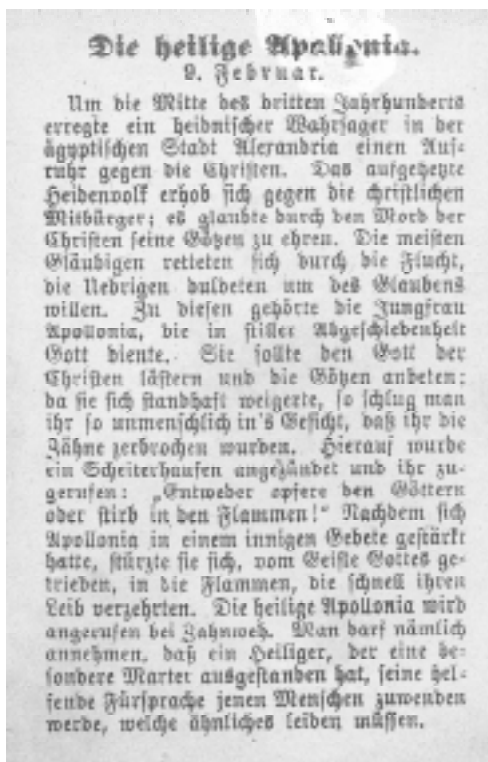 Die heilige Apollonia.
9. Februar.
Um die Mitte des dritten Jahrhunderts
erregte ein heidnischer Wahrsager in der
ägyptischen Stadt Alexandria einen Auf-
ruhr gegen die Christen. Das aufgehetzte
Heidenvolk erhob sich gegen die christlichen
Mitbürger; es glaubte durch den Mord der
Christen seine Götzen zu ehren. Die meisten
Gläubigen retteten sich durch die Flucht,
die Uebrigen duldeten um des Glaubens
willen. Zu diesen gehörte die Jungfrau
Apollonia, die in stiller Abgeschiedenheit
Gott diente. Sie sollte den Gott der
Christen lästern und die Götzen anbeten;
da sie sich standhaft weigerte, so schlug man
ihr so unmenschlich in's Gesicht, daß ihr die
Zähne zerbrochen wurden. Hierauf wurde
ein Scheiterhaufen angezündet und ihr zu-
gerufen: „Entweder opfere den Göttern
oder stirb in den Flammen!“ Nachdem sich
Apollonia in einem innigen Gebete gestärkt
hatte, stürzte sie sich, vom Geiste Gottes ge-
trieben, in die Flammen, die schnell ihren
Leib verzehrten. Die heilige Apollonia wird
angerufen bei Zahnweh. Man darf nämlich
annehmen, daß ein Heiliger, der eine be-
sondere Marter ausgestanden hat, seine hel-
fende Fürsprache jenen Menschen zuwenden
werde, welche ähnliches leiden müssen.